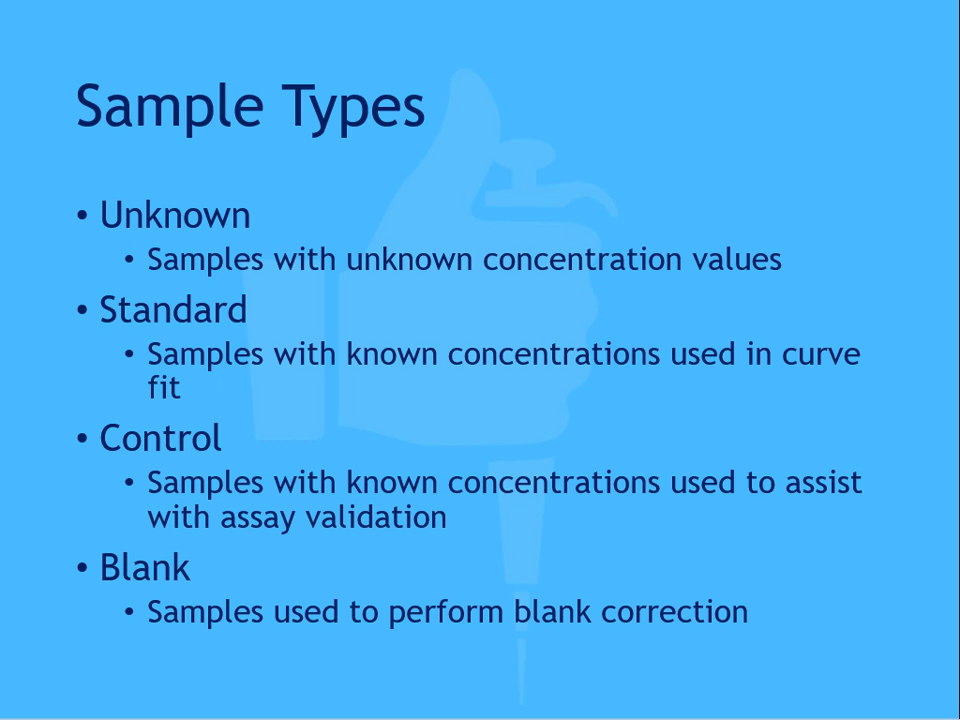 Sample Types
• Unknown
• Samples with unknown concentration values
• Standard
• Samples with known concentrations used in curve
fit
• Control
• Samples with known concentrations used to assist
with assay validation
• Blank
• Samples used to perform blank correction